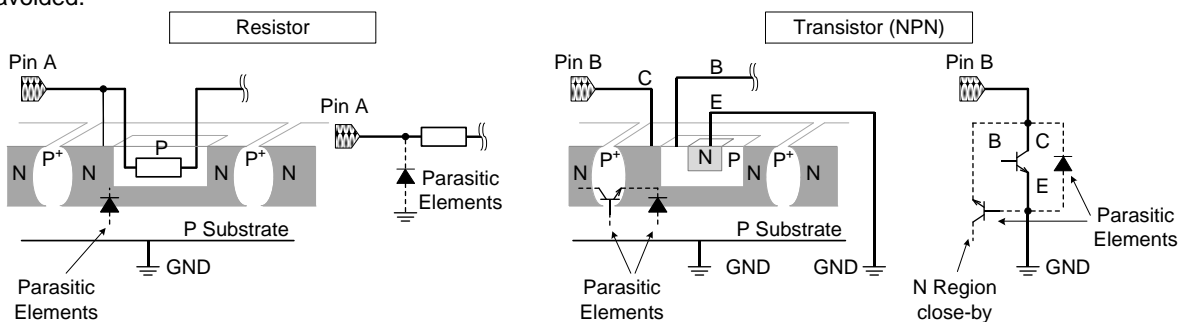 avoided.
Resistor
Transistor (NPN)
Pin A
Pin A
P
N P+ N P+ N
Parasitic
Elements
P Substrate
GND
Parasitic
Elements
Pin B
C
B
E
N P+ N N P P+ N
P Substrate
GND
GND
Parasitic
Elements
Pin B
B
C
E
Parasitic
Elements
GND
N Region
close-by